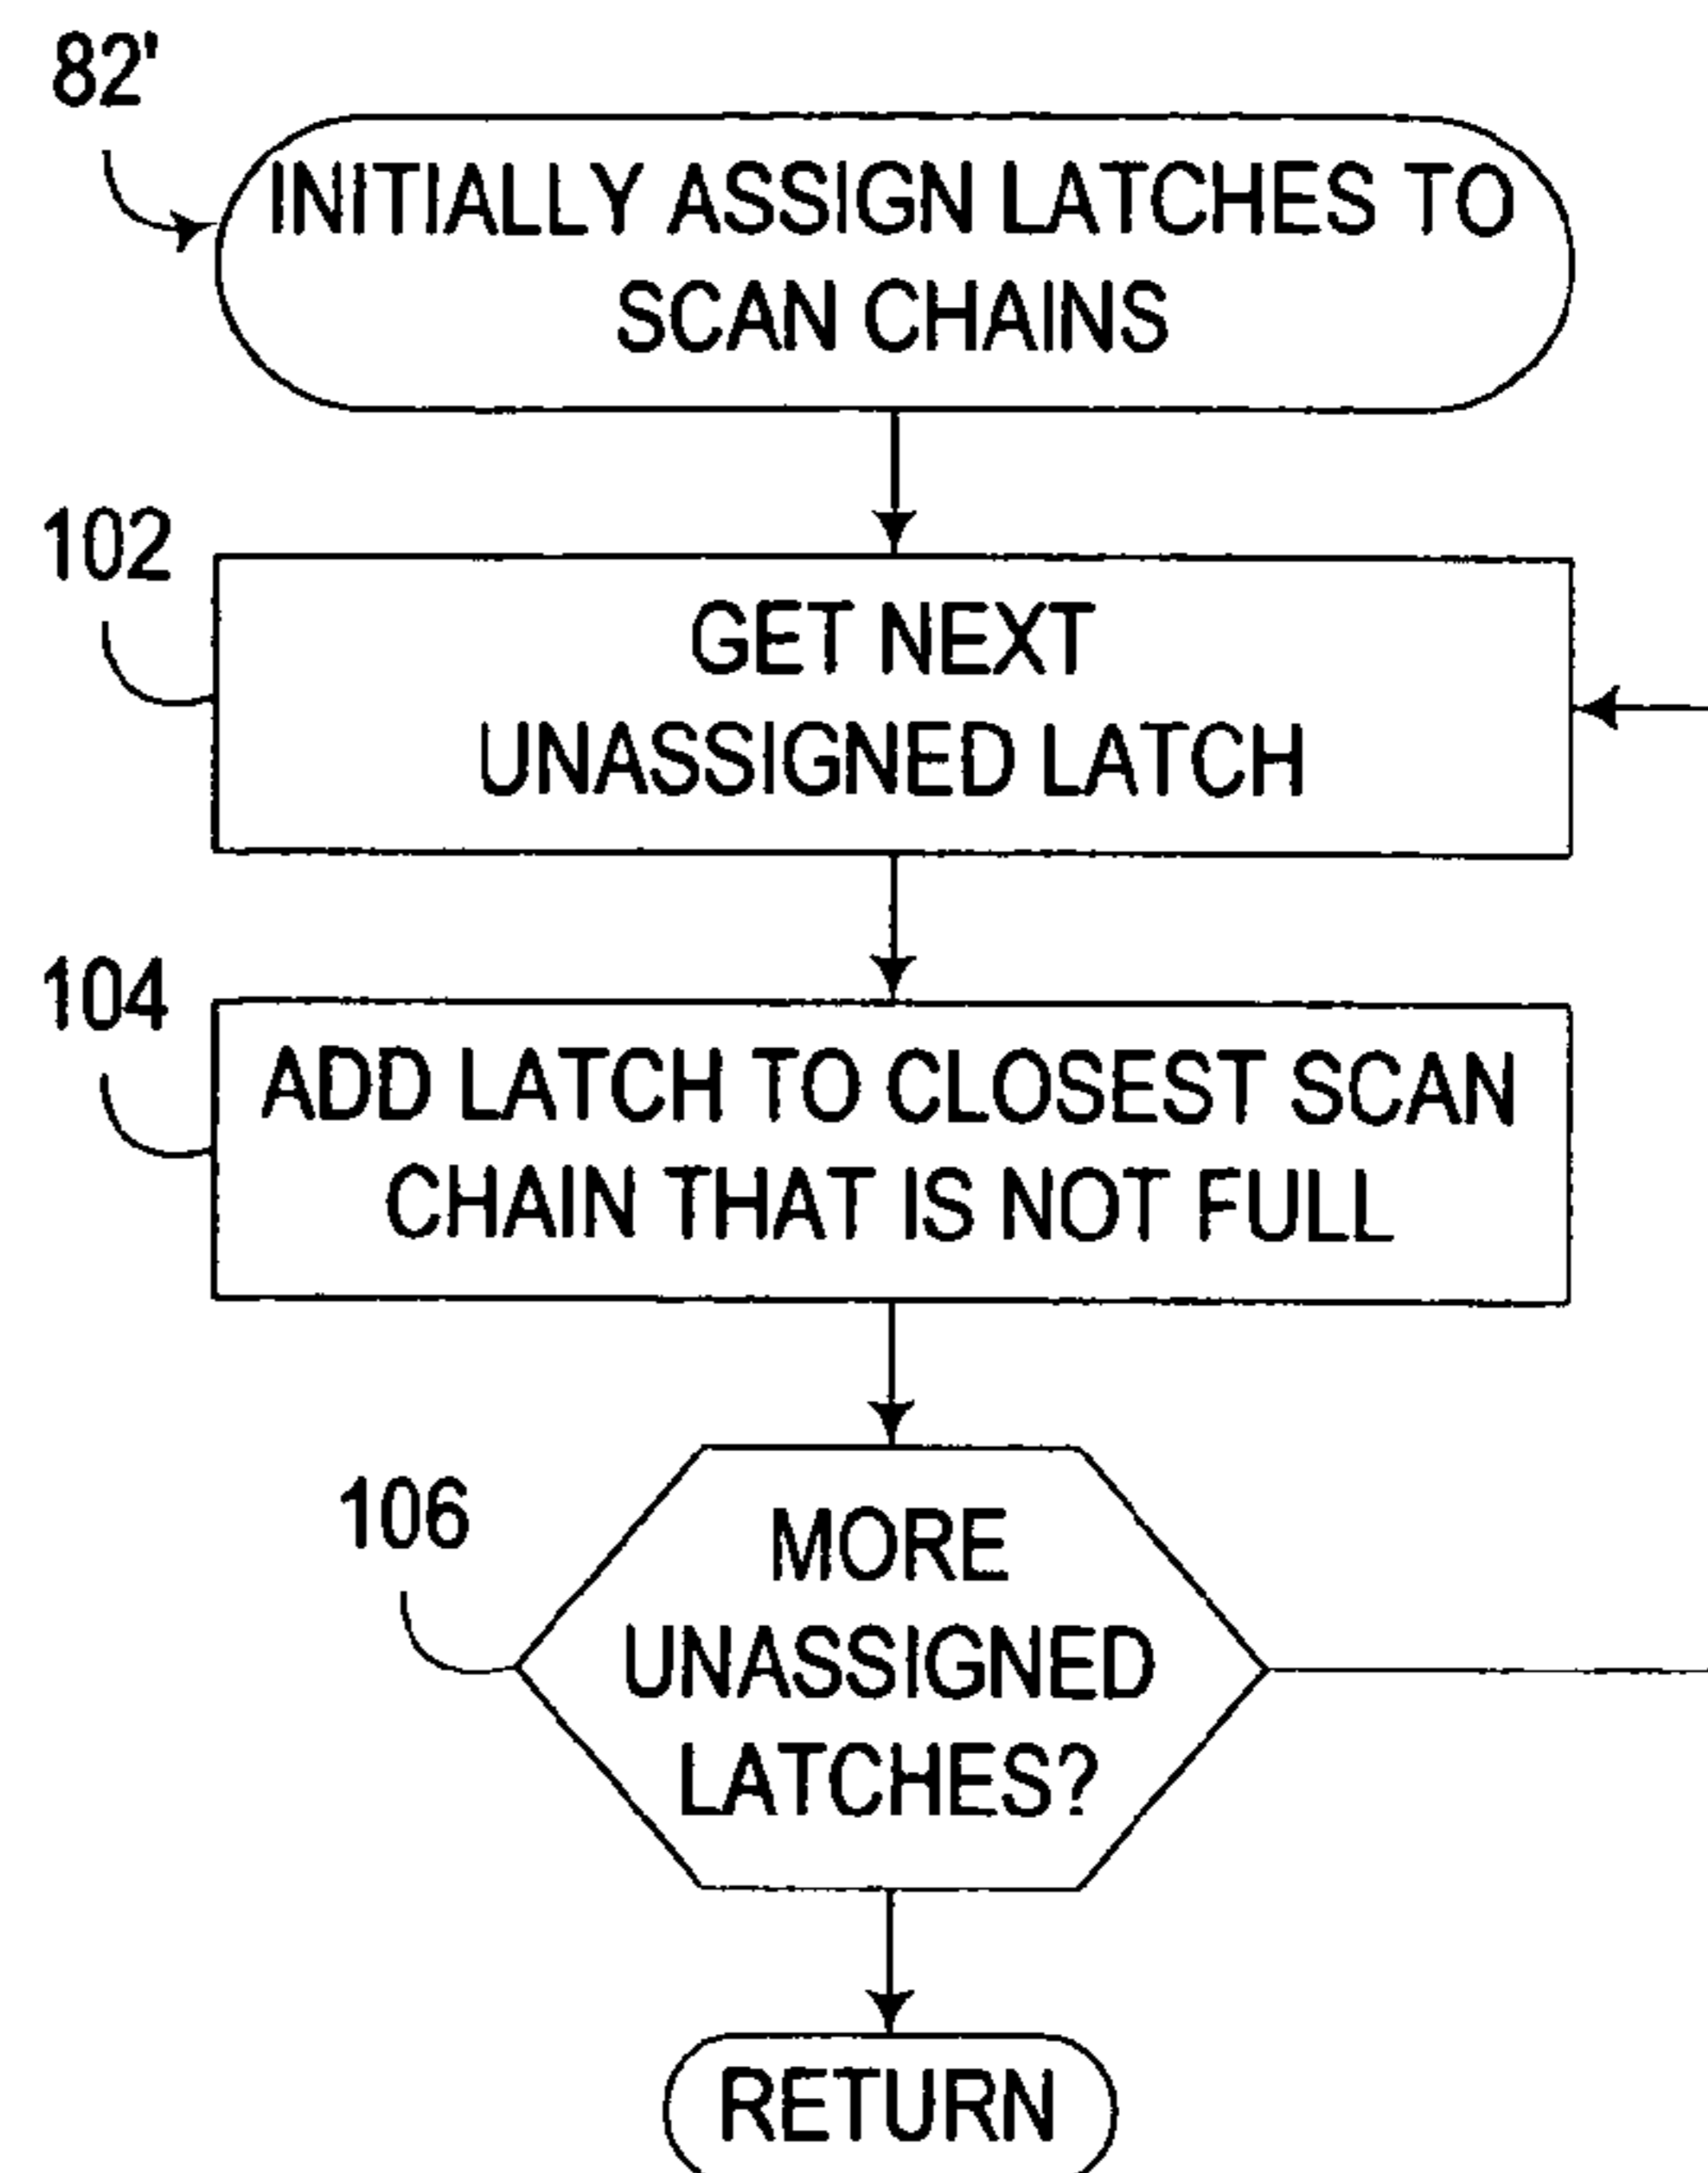 82'
INITIALLY ASSIGN LATCHES TO
SCAN CHAINS
102
GET NEXT
UNASSIGNED LATCH
104
ADD LATCH TO CLOSEST SCAN
CHAIN THAT IS NOT FULL
106
MORE
UNASSIGNED
LATCHES?
RETURN